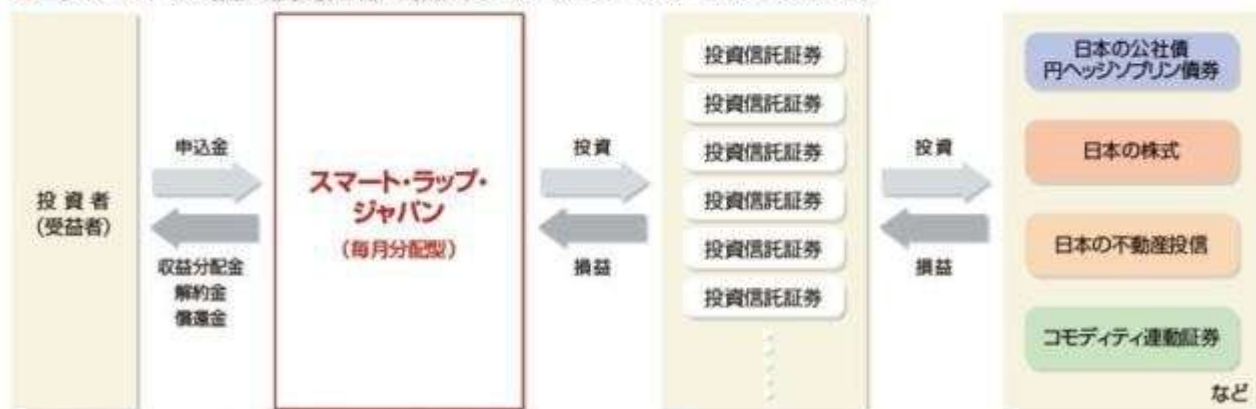 投資者
(受益者)
申込金
収益分配金
解約金
償還金
スマート・ラップ・
ジャパン
(毎月分配型)
投資
損益
投資信託証券
投資信託証券
投資信託証券
投資信託証券
投資信託証券
投資信託証券
投資
損益
日本の公社債
円ヘッジソブリン債券
日本の株式
日本の不動産投信
コモディティ連動証券
など